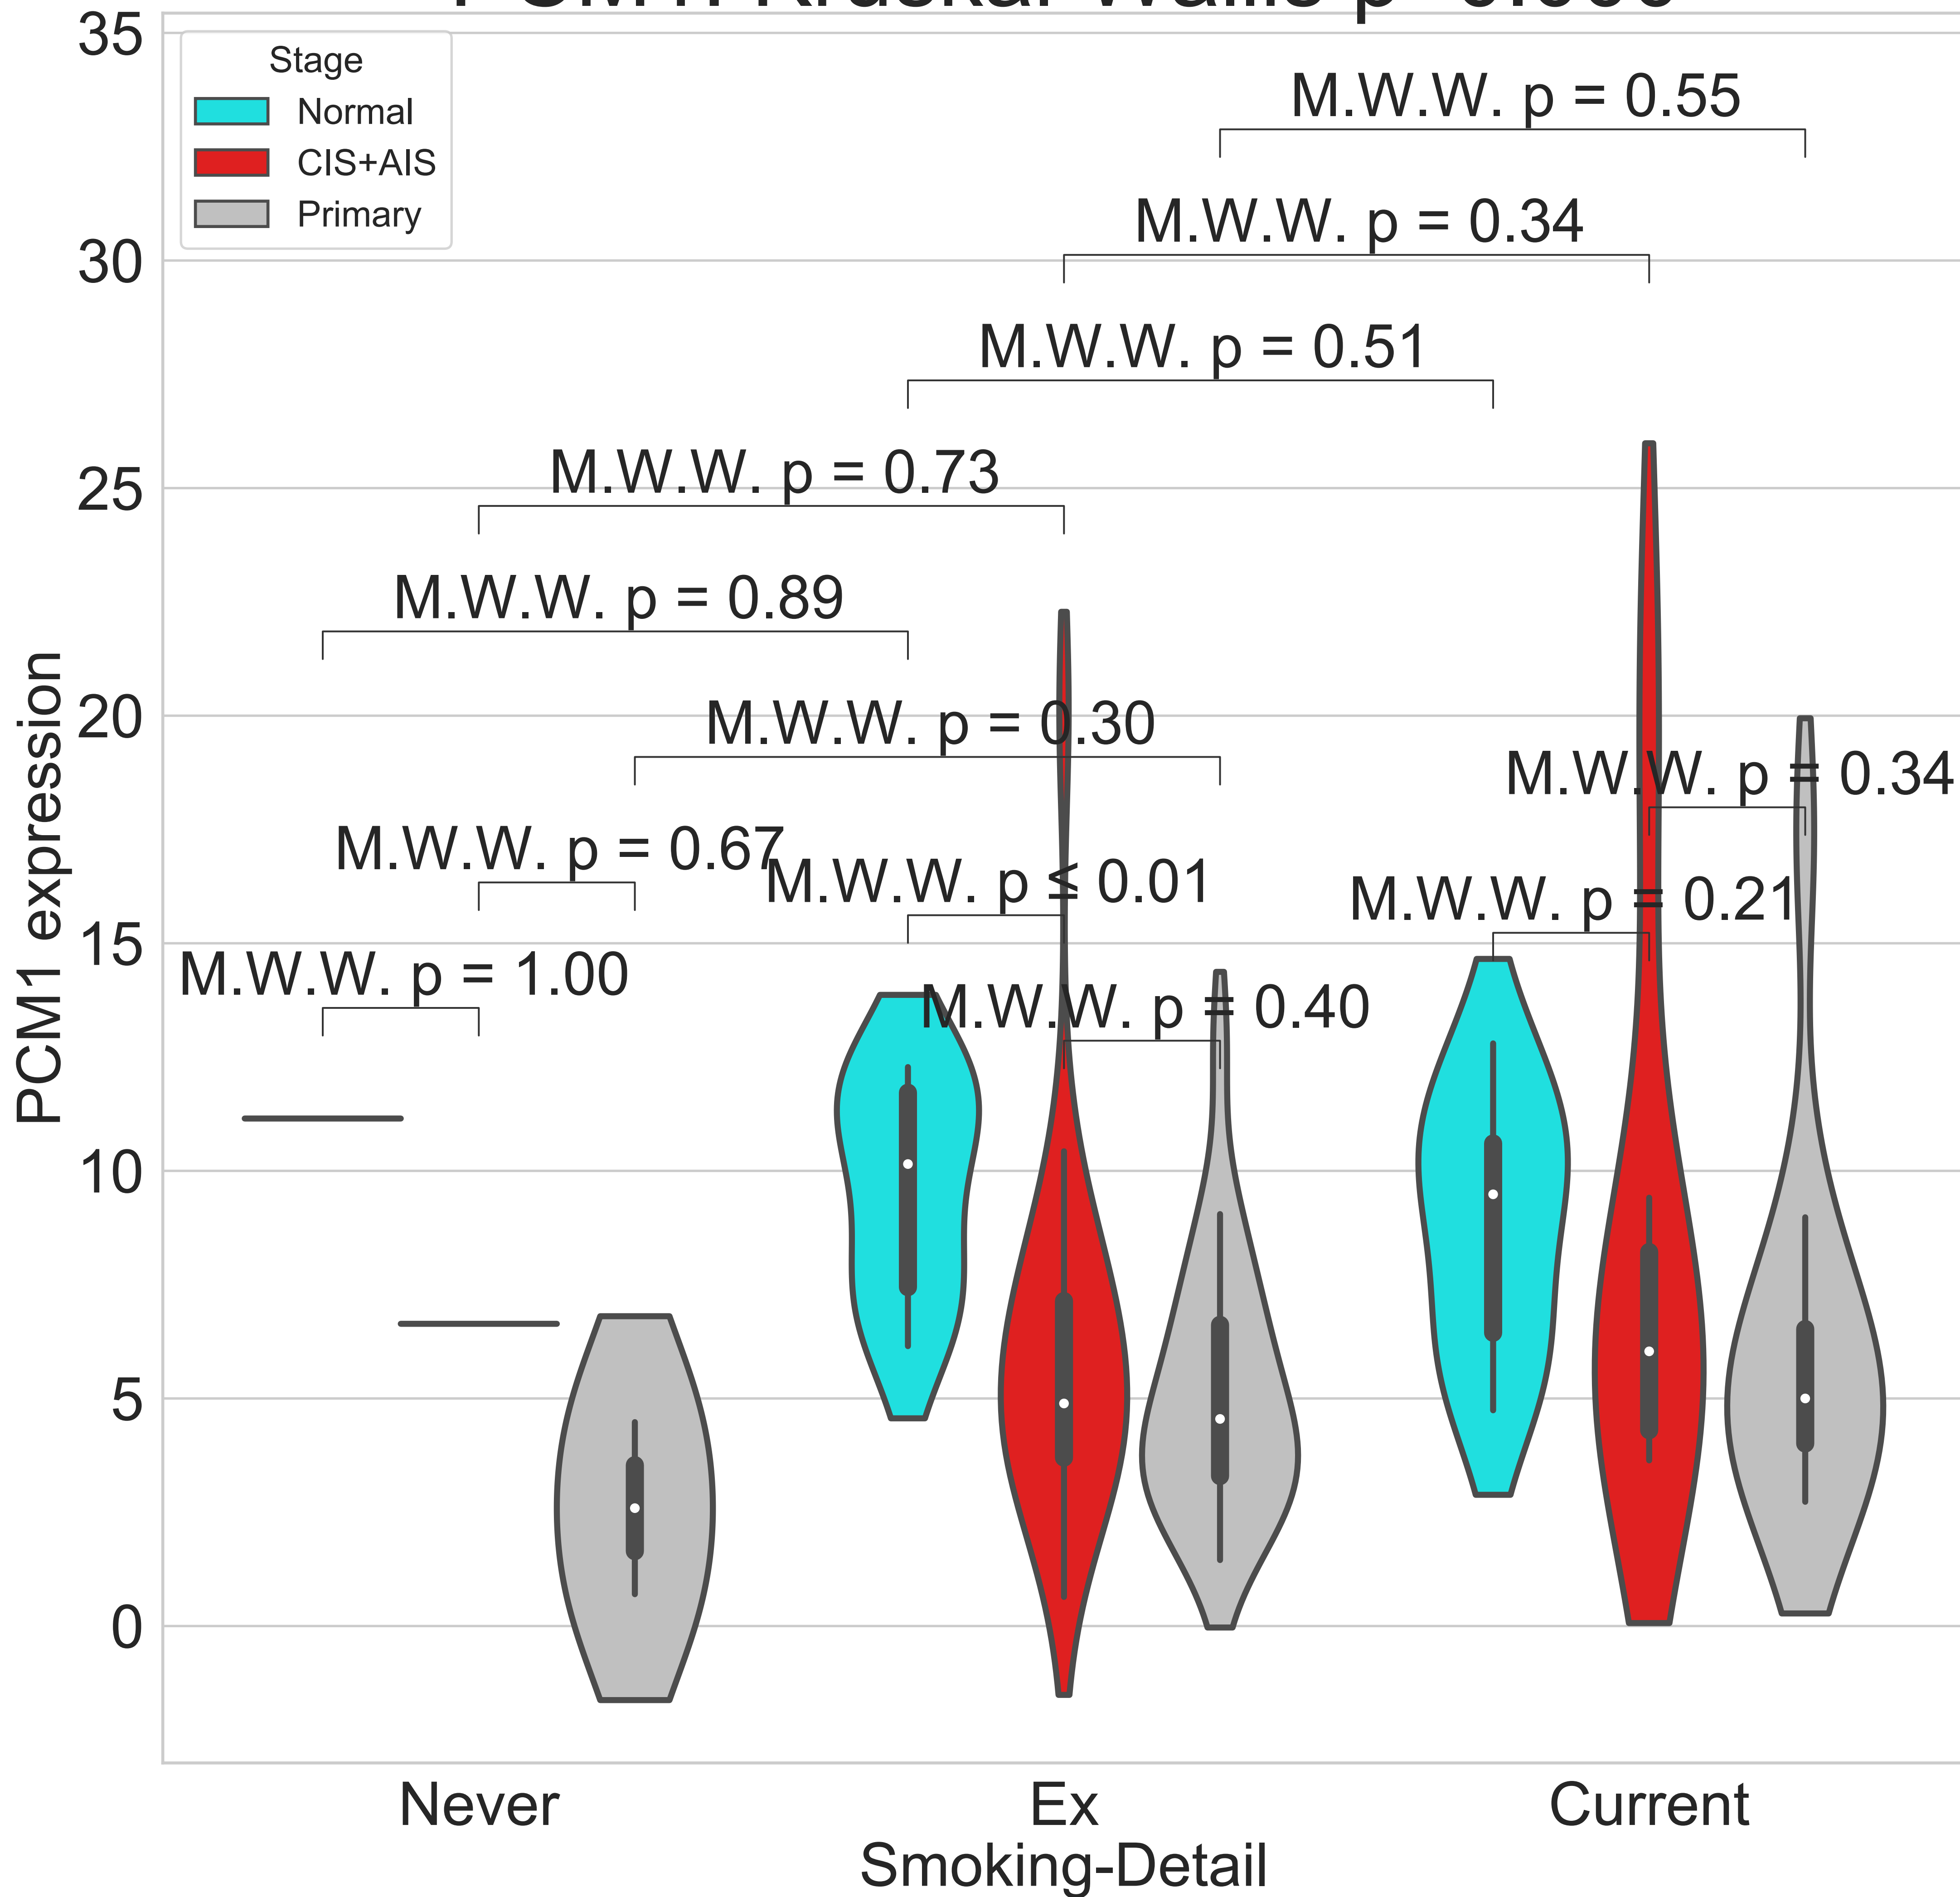 35
Stage
Normal
CIS+AIS
Primary
M.W.W. p = 0.55
M.W.W. p = 0.34
30
M.W.W. p = 0.51
M.W.W. p = 0.73
25
M.W.W. p = 0.89
M.W.W. p = 0.30
20
M.W.W. p = 0.34
M.W.W. p = 0.67
M.W.W. p ≤ 0.01
M.W.W. p = 0.21
15
M.W.W. p = 1.00
M.W.W. p = 0.40
10
5
0
PCM1 expression
Never
Ex
Current
Smoking-Detail